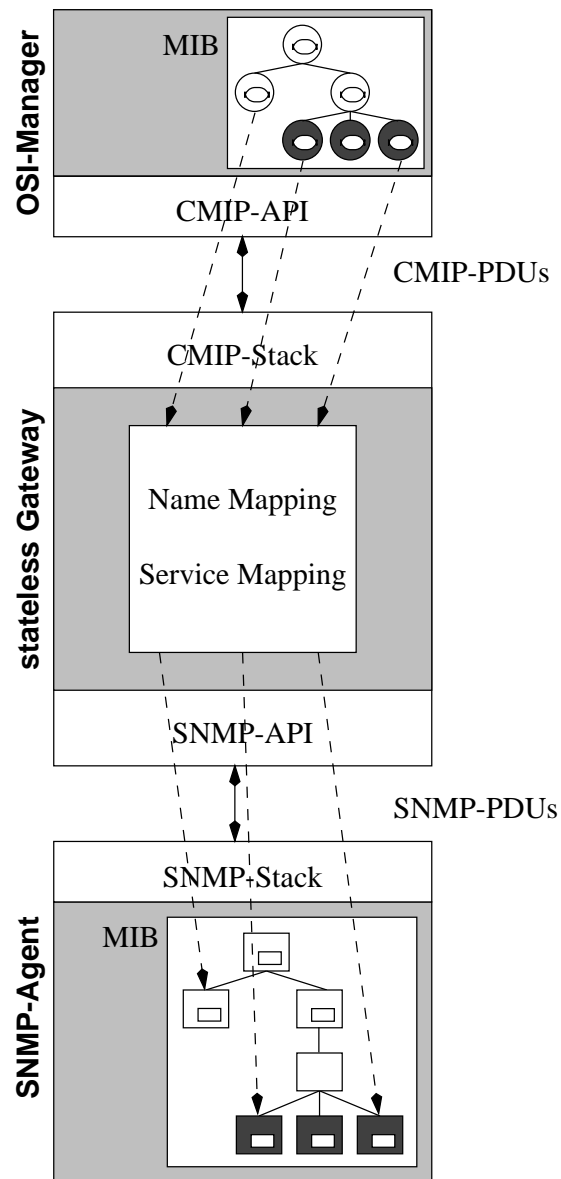 OSI-Manager
MIB
CMIP-API
CMIP-PDUs
CMIP-Stack
stateless Gateway
Name Mapping
Service Mapping
SNMP-API
SNMP-PDUs
SNMP-Stack
SNMP-Agent
MIB